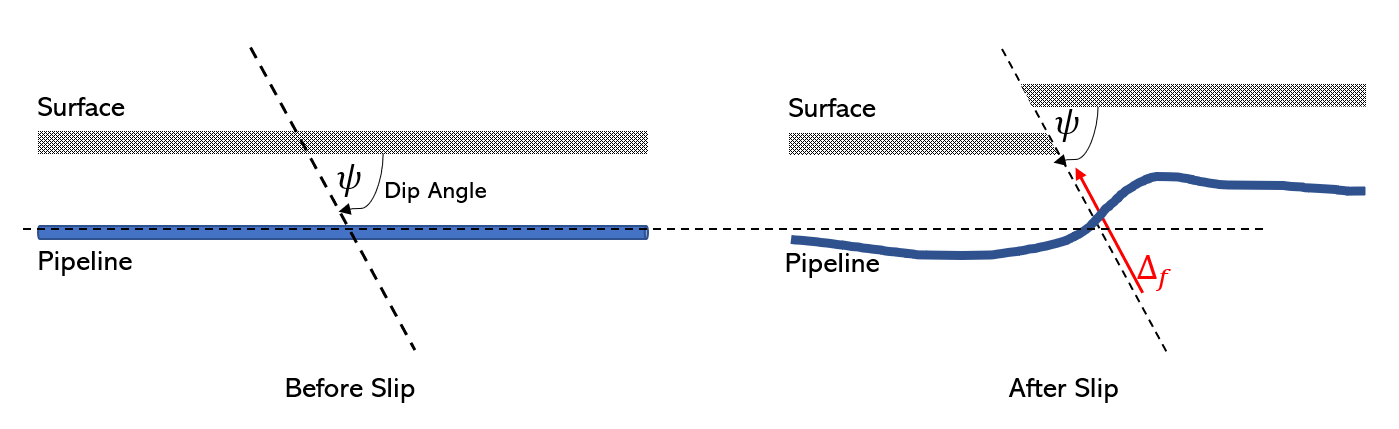 Surface
ψ
Dip Angle
Pipeline
Before Slip
Surface
ψ
Pipeline
Δf
After Slip